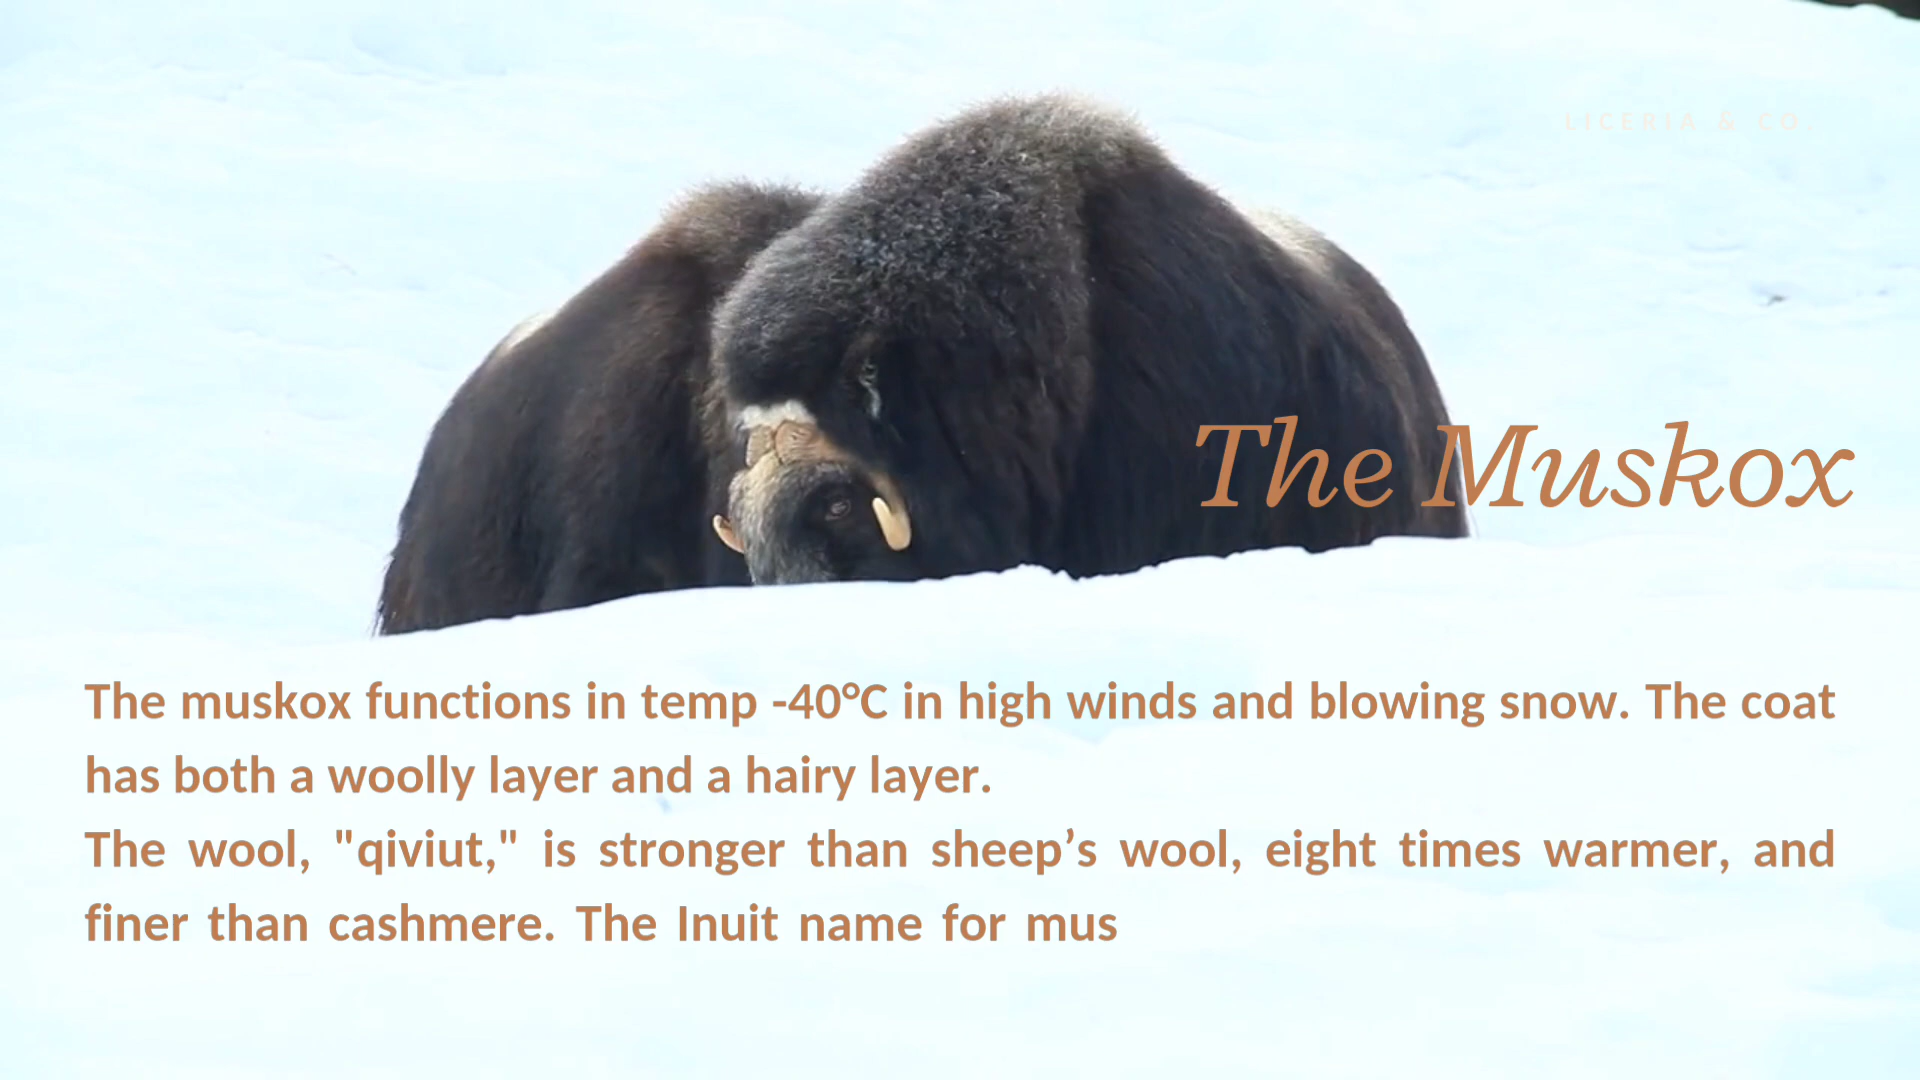 LICERIA & CO.
The Muskox
The muskox functions in temp -40°C in high winds and blowing snow. The coat
has both a woolly layer and a hairy layer.
The wool, "qiviut," is stronger than sheep’s wool, eight times warmer, and
finer than cashmere. The Inuit name for mus